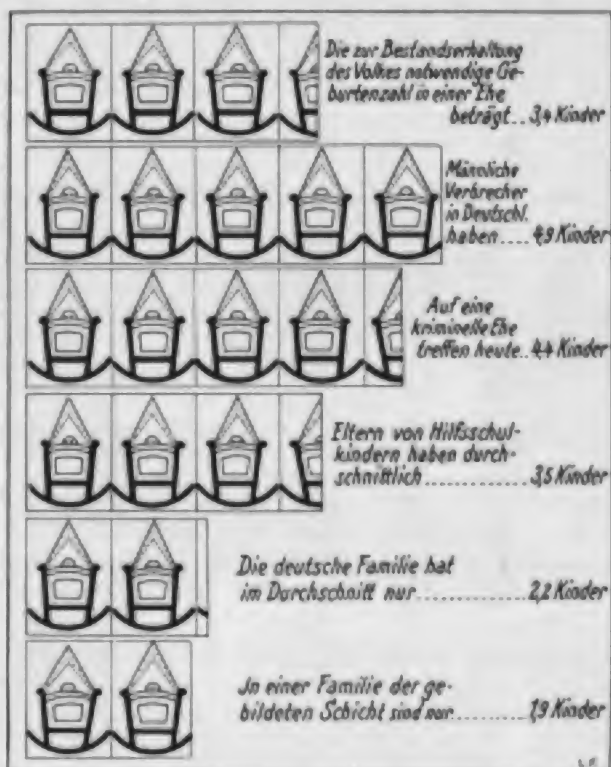 Die zur Bestandserhaltung
des Volkes notwendige Ge-
burtenzahl in einer Ehe
beträgt.. 3,4 Kinder
Männliche
Verbrecher
in Deutschl.
haben.... 4,9 Kinder
Auf eine
kriminelle Ehe
treffen heute.. 4,4 Kinder
Eltern von Hilfsschul-
kindern haben durch-
schnittlich.............. 3,5 Kinder
Die deutsche Familie hat
im Durchschnitt nur........... 2,2 Kinder
Jn einer Familie der ge-
bildeten Schicht sind nur......... 1,9 Kinder